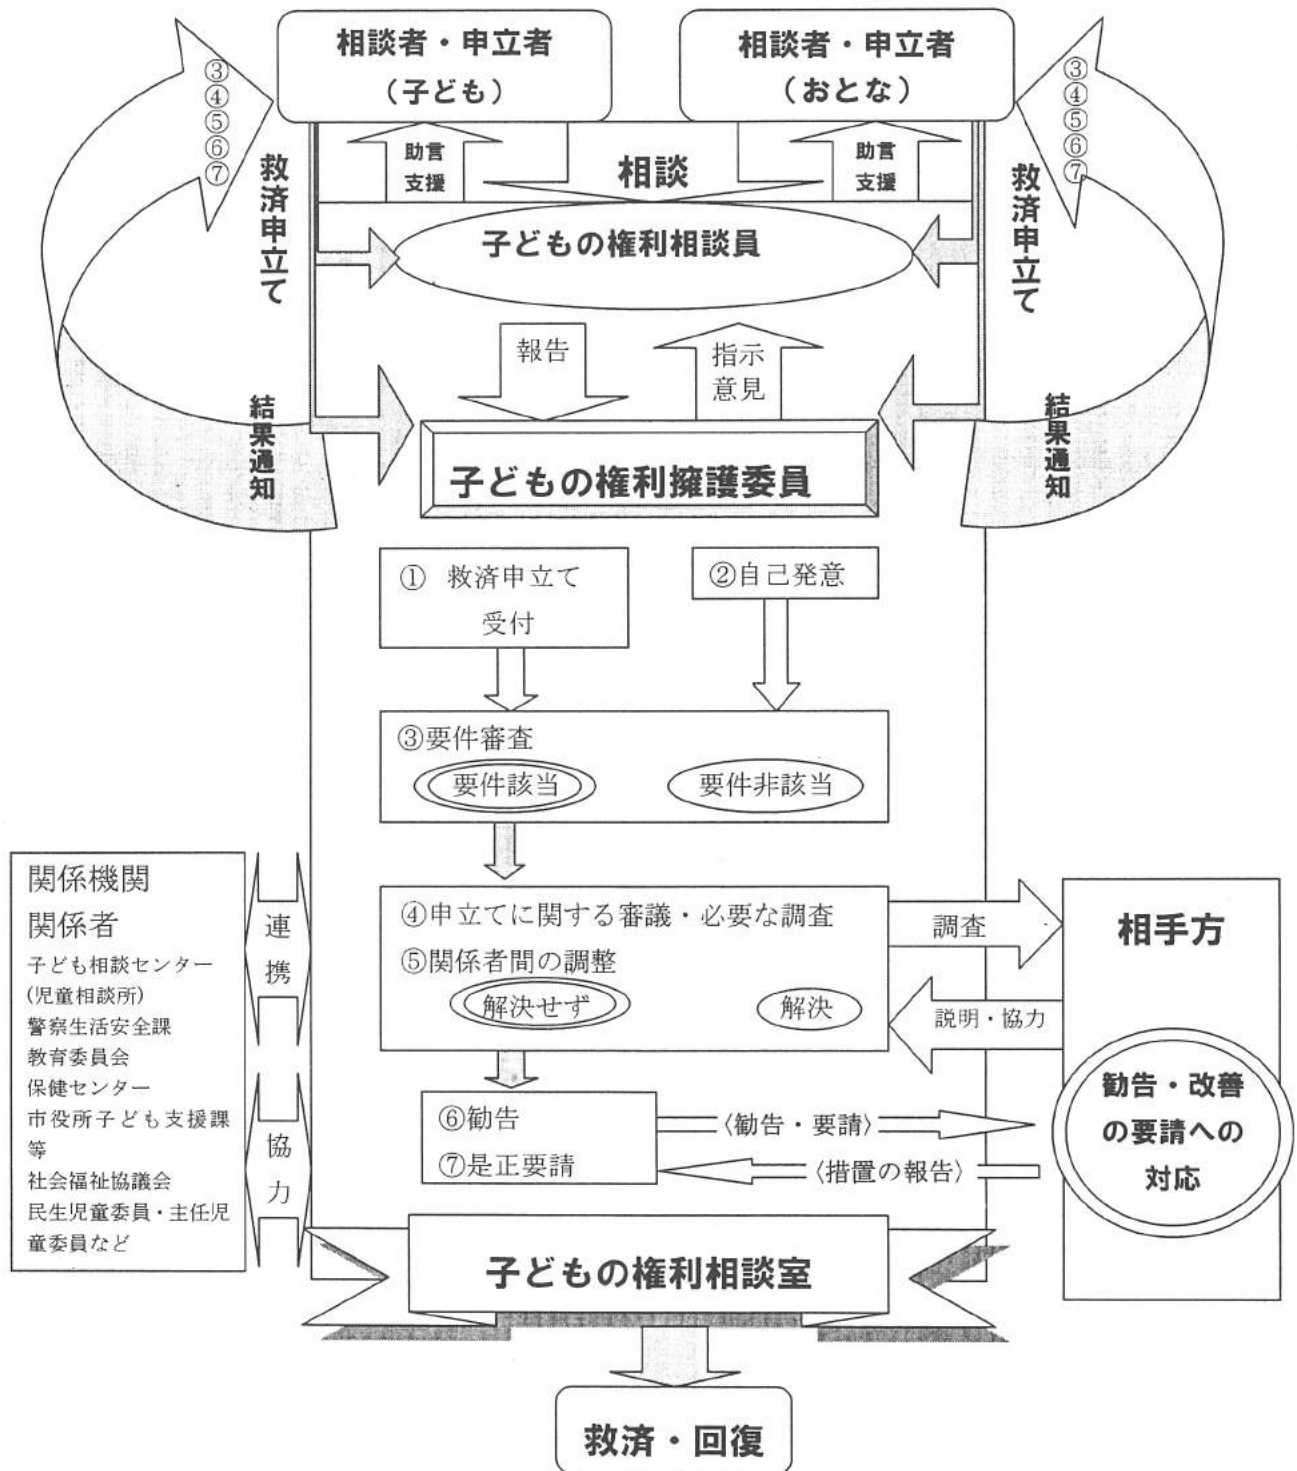 相談者・申立者
（子ども）
相談者・申立者
（おとな）
③
④
⑤
⑥
⑦
③
④
⑤
⑥
⑦
助言
支援
相談
助言
支援
救済申立て
救済申立て
子どもの権利相談員
報告
指示
意見
結果通知
結果通知
子どもの権利擁護委員
① 救済申立て
受付
②自己発意
③要件審査
要件該当
要件非該当
関係機関
関係者
子ども相談センター
(児童相談所)
警察生活安全課
教育委員会
保健センター
市役所子ども支援課
等
社会福祉協議会
民生児童委員・主任児
童委員など
連携
協力
④申立てに関する審議・必要な調査
⑤関係者間の調整
解決せず
解決
調査
説明・協力
相手方
勧告・改善
の要請への
対応
⑥勧告
⑦是正要請
〈勧告・要請〉
〈措置の報告〉
子どもの権利相談室
救済・回復